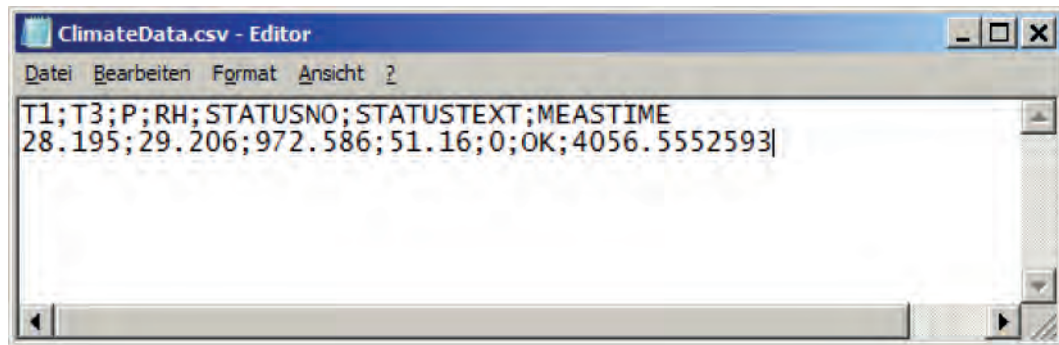 ClimateData.csv - Editor
Datei Bearbeiten Format Ansicht ?
T1;T3;P;RH;STATUSNO;STATUSTEXT;MEASTIME
28.195;29.206;972.586;51.16;0;OK;4056.5552593